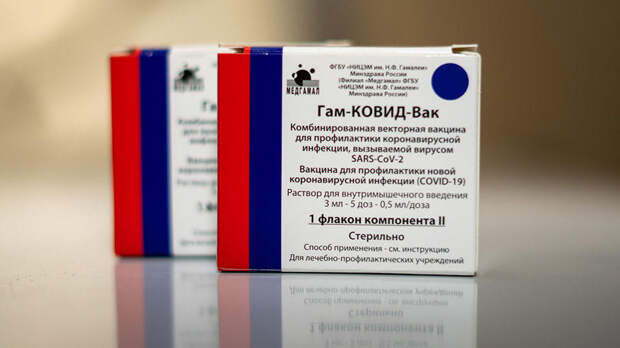 ФГБУ «НИЦЭМ им. Н.Ф. Гамалеи»
Минздрава России
(Филиал «Медгамал» ФГБУ
«НИЦЭМ им. Н.Ф. Гамалеи»
Минздрава России)
МЕДГАМАЛ
Гам-КОВИД-Вак
Комбинированная векторная вакцина
для профилактики коронавирусной
инфекции, вызываемой вирусом
SARS-CoV-2
Вакцина для профилактики новой
коронавирусной инфекции (COVID-19)
Раствор для внутримышечного введения
3 мл - 5 доз - 0,5 мл/доза
1 флакон компонента II
Стерильно
Способ применения - см. инструкцию
Для лечебно-профилактических учреждений